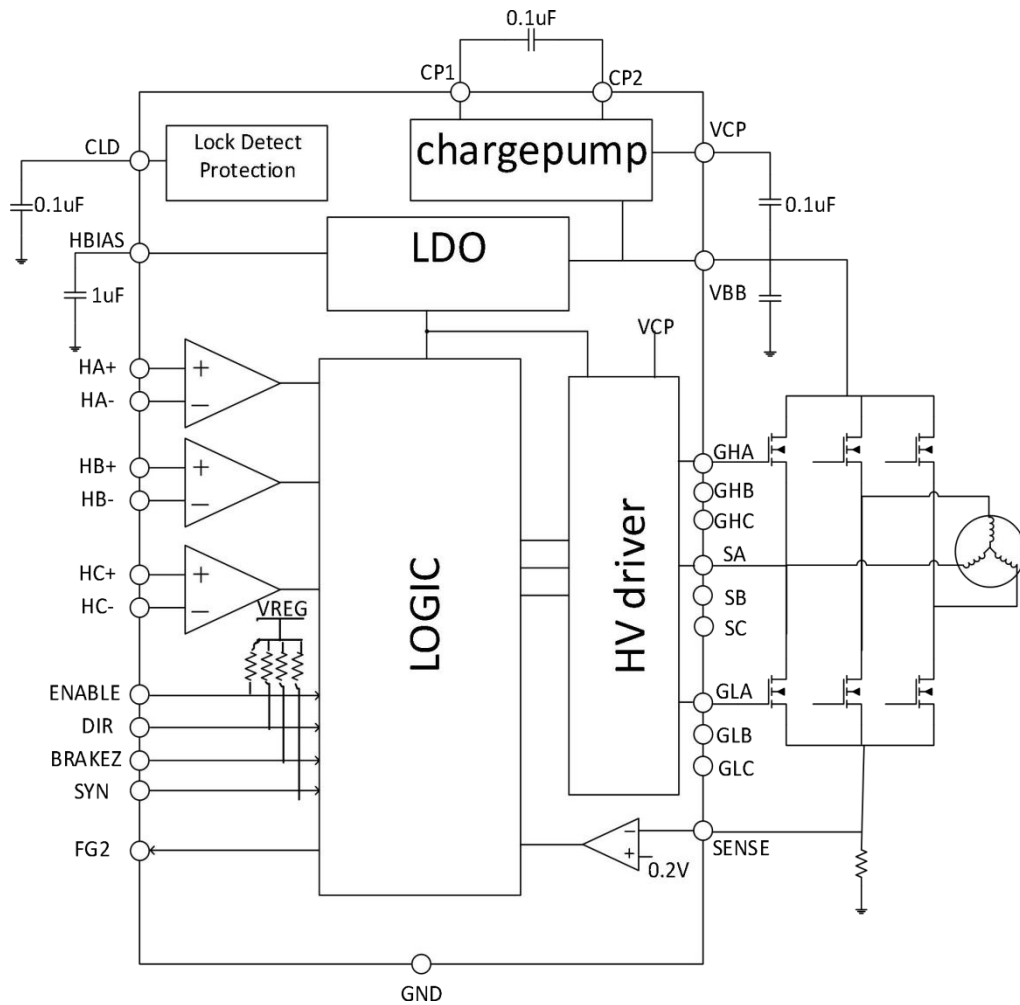 0.1uF
CP1
CP2
CLD
Lock Detect
Protection
chargepump
VCP
0.1uF
0.1uF
HBIAS
LDO
VBB
1uF
VCP
HA+
+
HA-
−
HB+
+
HB-
−
HC+
+
HC-
−
VREG
LOGIC
HV driver
GHA
GHB
GHC
SA
SB
SC
ENABLE
DIR
BRAKEZ
SYN
GLA
GLB
GLC
FG2
−
+
0.2V
SENSE
GND